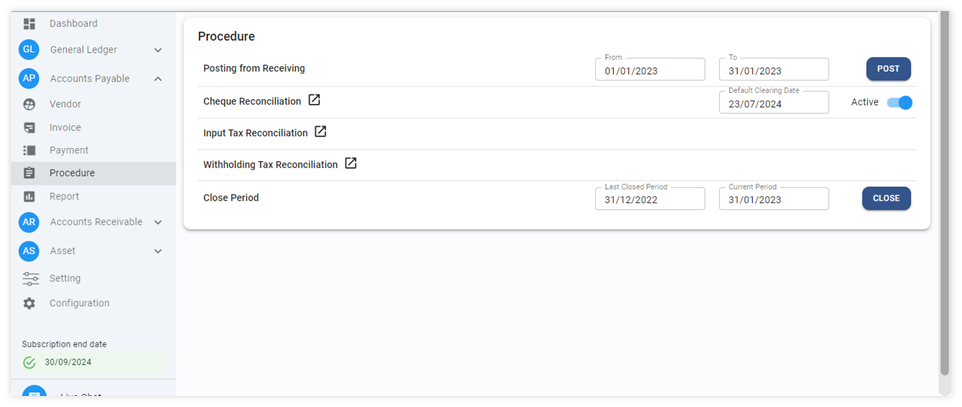 Dashboard
GL General Ledger
AP Accounts Payable
Vendor
Invoice
Payment
Procedure
Report
AR Accounts Receivable
AS Asset
Setting
Configuration
Subscription end date
30/09/2024
Procedure
From To
Posting from Receiving 01/01/2023 31/01/2023 POST
Default Clearing Date
Cheque Reconciliation 23/07/2024 Active
Input Tax Reconciliation
Withholding Tax Reconciliation
Last Closed Period Current Period
Close Period 31/12/2022 31/01/2023 CLOSE